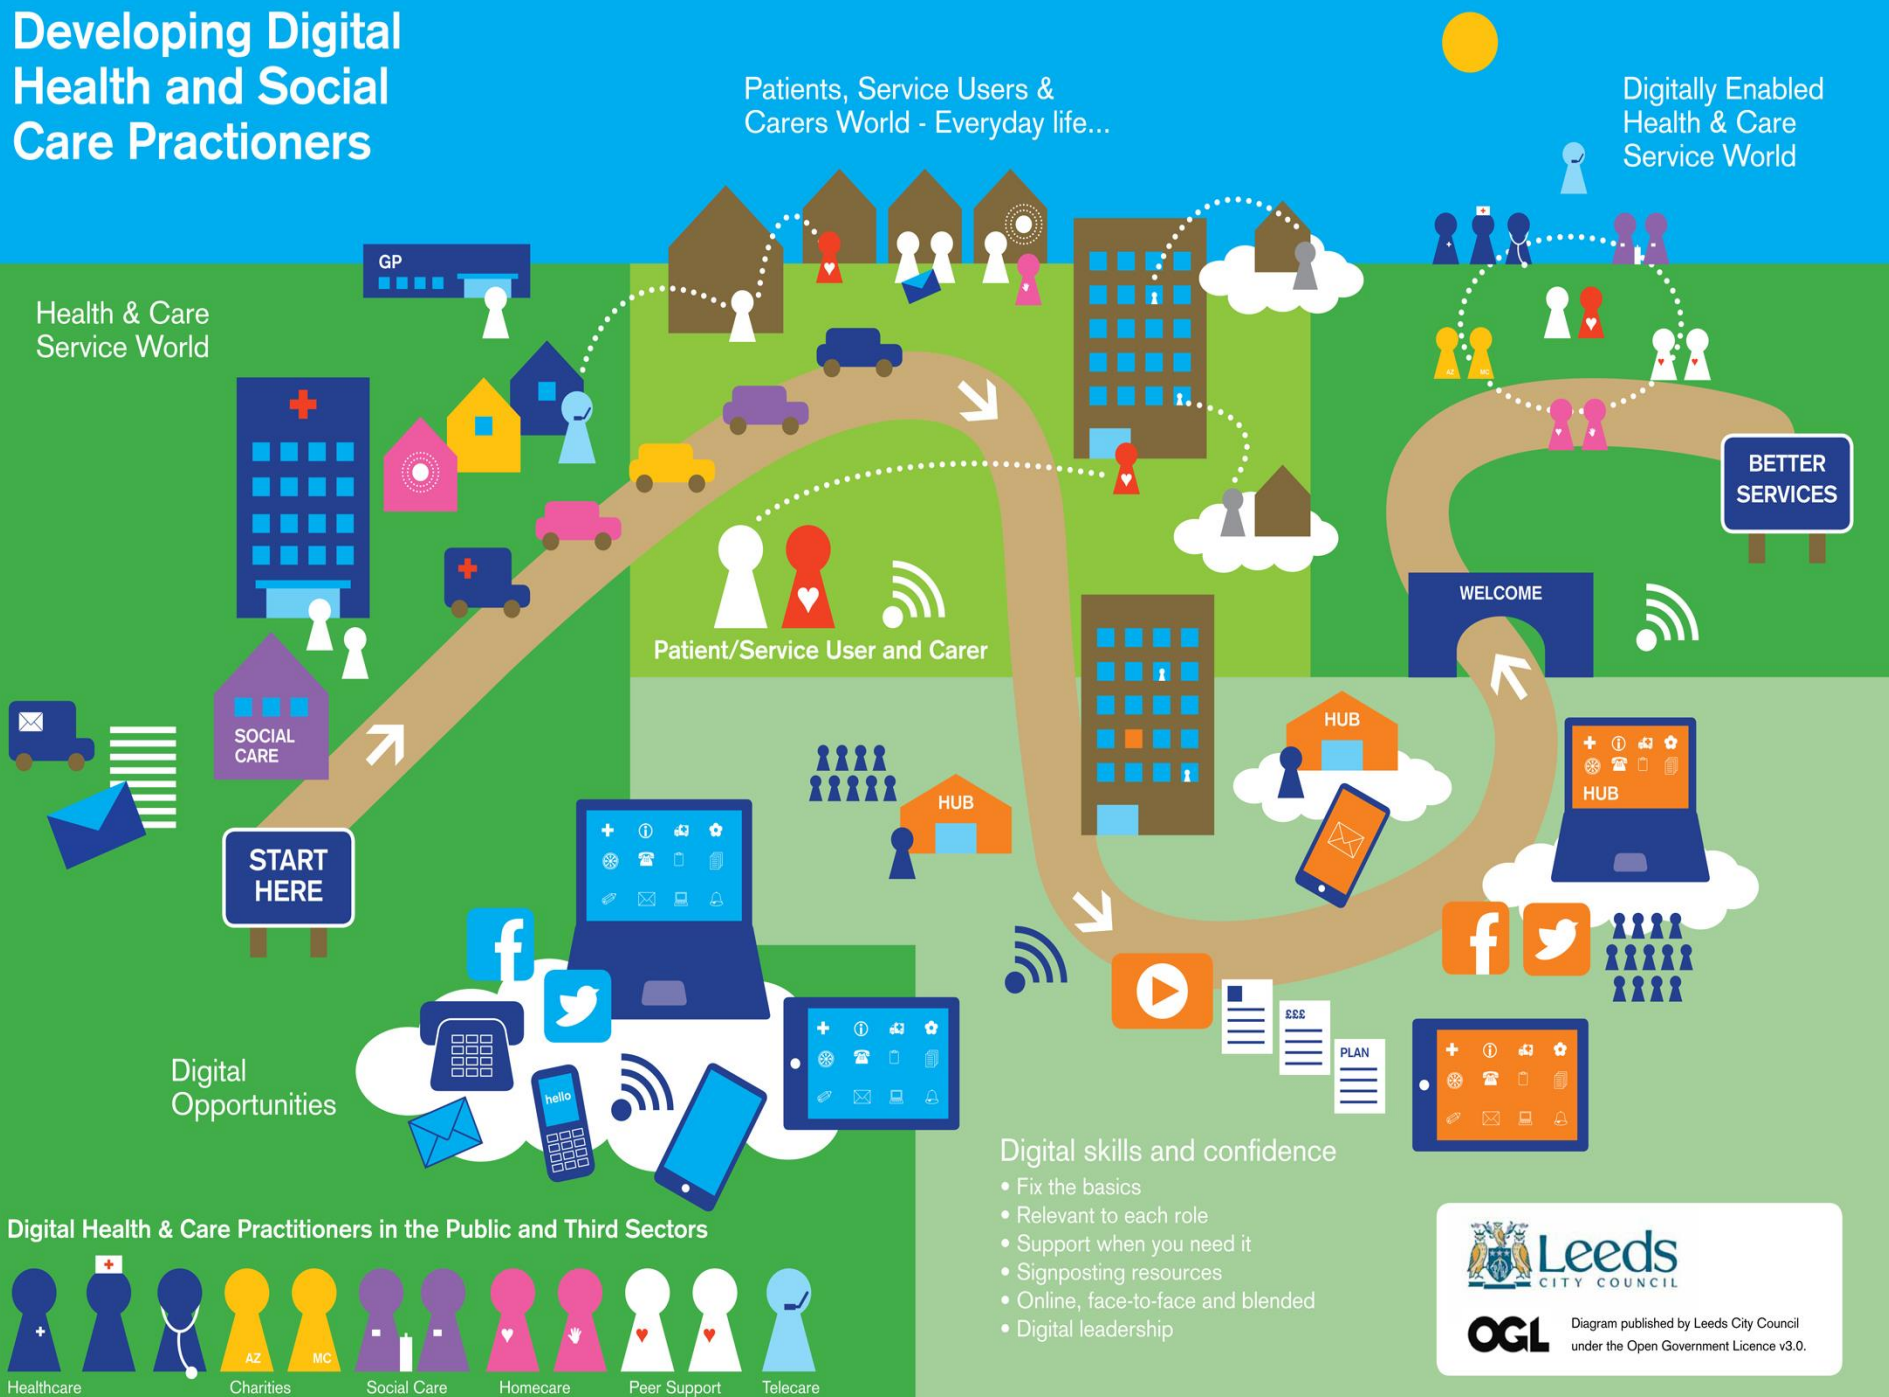 Developing Digital
Health and Social
Care Practioners
Patients, Service Users &
Carers World - Everyday life...
Digitally Enabled
Health & Care
Service World
GP
Health & Care
Service World
AZ
MC
BETTER
SERVICES
WELCOME
Patient/Service User and Carer
SOCIAL
CARE
HUB
HUB
HUB
START
HERE
£££
PLAN
hello
Digital
Opportunities
Digital skills and confidence
• Fix the basics
• Relevant to each role
• Support when you need it
• Signposting resources
• Online, face-to-face and blended
• Digital leadership
Digital Health & Care Practitioners in the Public and Third Sectors
AZ
MC
Healthcare
Charities
Social Care
Homecare
Peer Support
Telecare
Leeds
CITY COUNCIL
OGL
Diagram published by Leeds City Council
under the Open Government Licence v3.0.